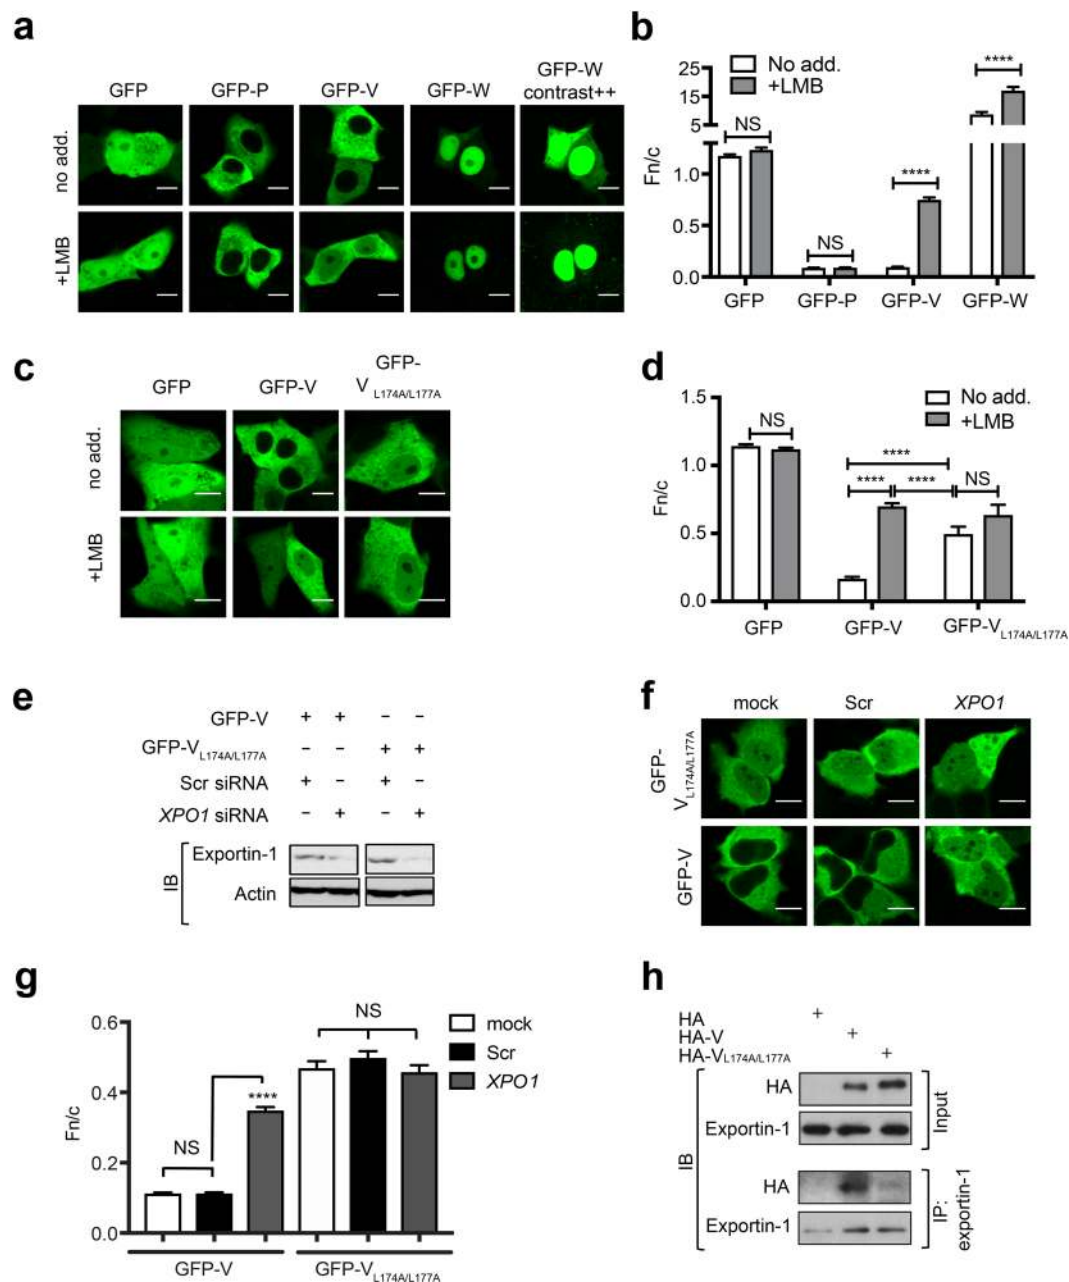 a
GFP
GFP-P
GFP-V
GFP-W
GFP-W
contrast++
no add.
+LMB
b
No add.
+LMB
25
15
5
1.0
0.5
0.0
Fn/c
NS
NS
****
****
GFP
GFP-P
GFP-V
GFP-W
c
GFP
GFP-V
GFP-
V L174A/L177A
no add.
+LMB
d
No add.
+LMB
1.5
1.0
0.5
0.0
Fn/c
NS
****
****
****
NS
GFP
GFP-V
GFP-VL174A/L177A
e
GFP-V + + – –
GFP-VL174A/L177A – – + +
Scr siRNA + – + –
XPO1 siRNA – + – +
IB
Exportin-1
Actin
f
mock
Scr
XPO1
GFP-
VL174A/L177A
GFP-V
g
0.6
0.4
0.2
0.0
Fn/c
NS
****
NS
mock
Scr
XPO1
GFP-V
GFP-VL174A/L177A
h
HA +
HA-V +
HA-VL174A/L177A +
IB
HA
Exportin-1
Input
HA
Exportin-1
IP:
exportin-1